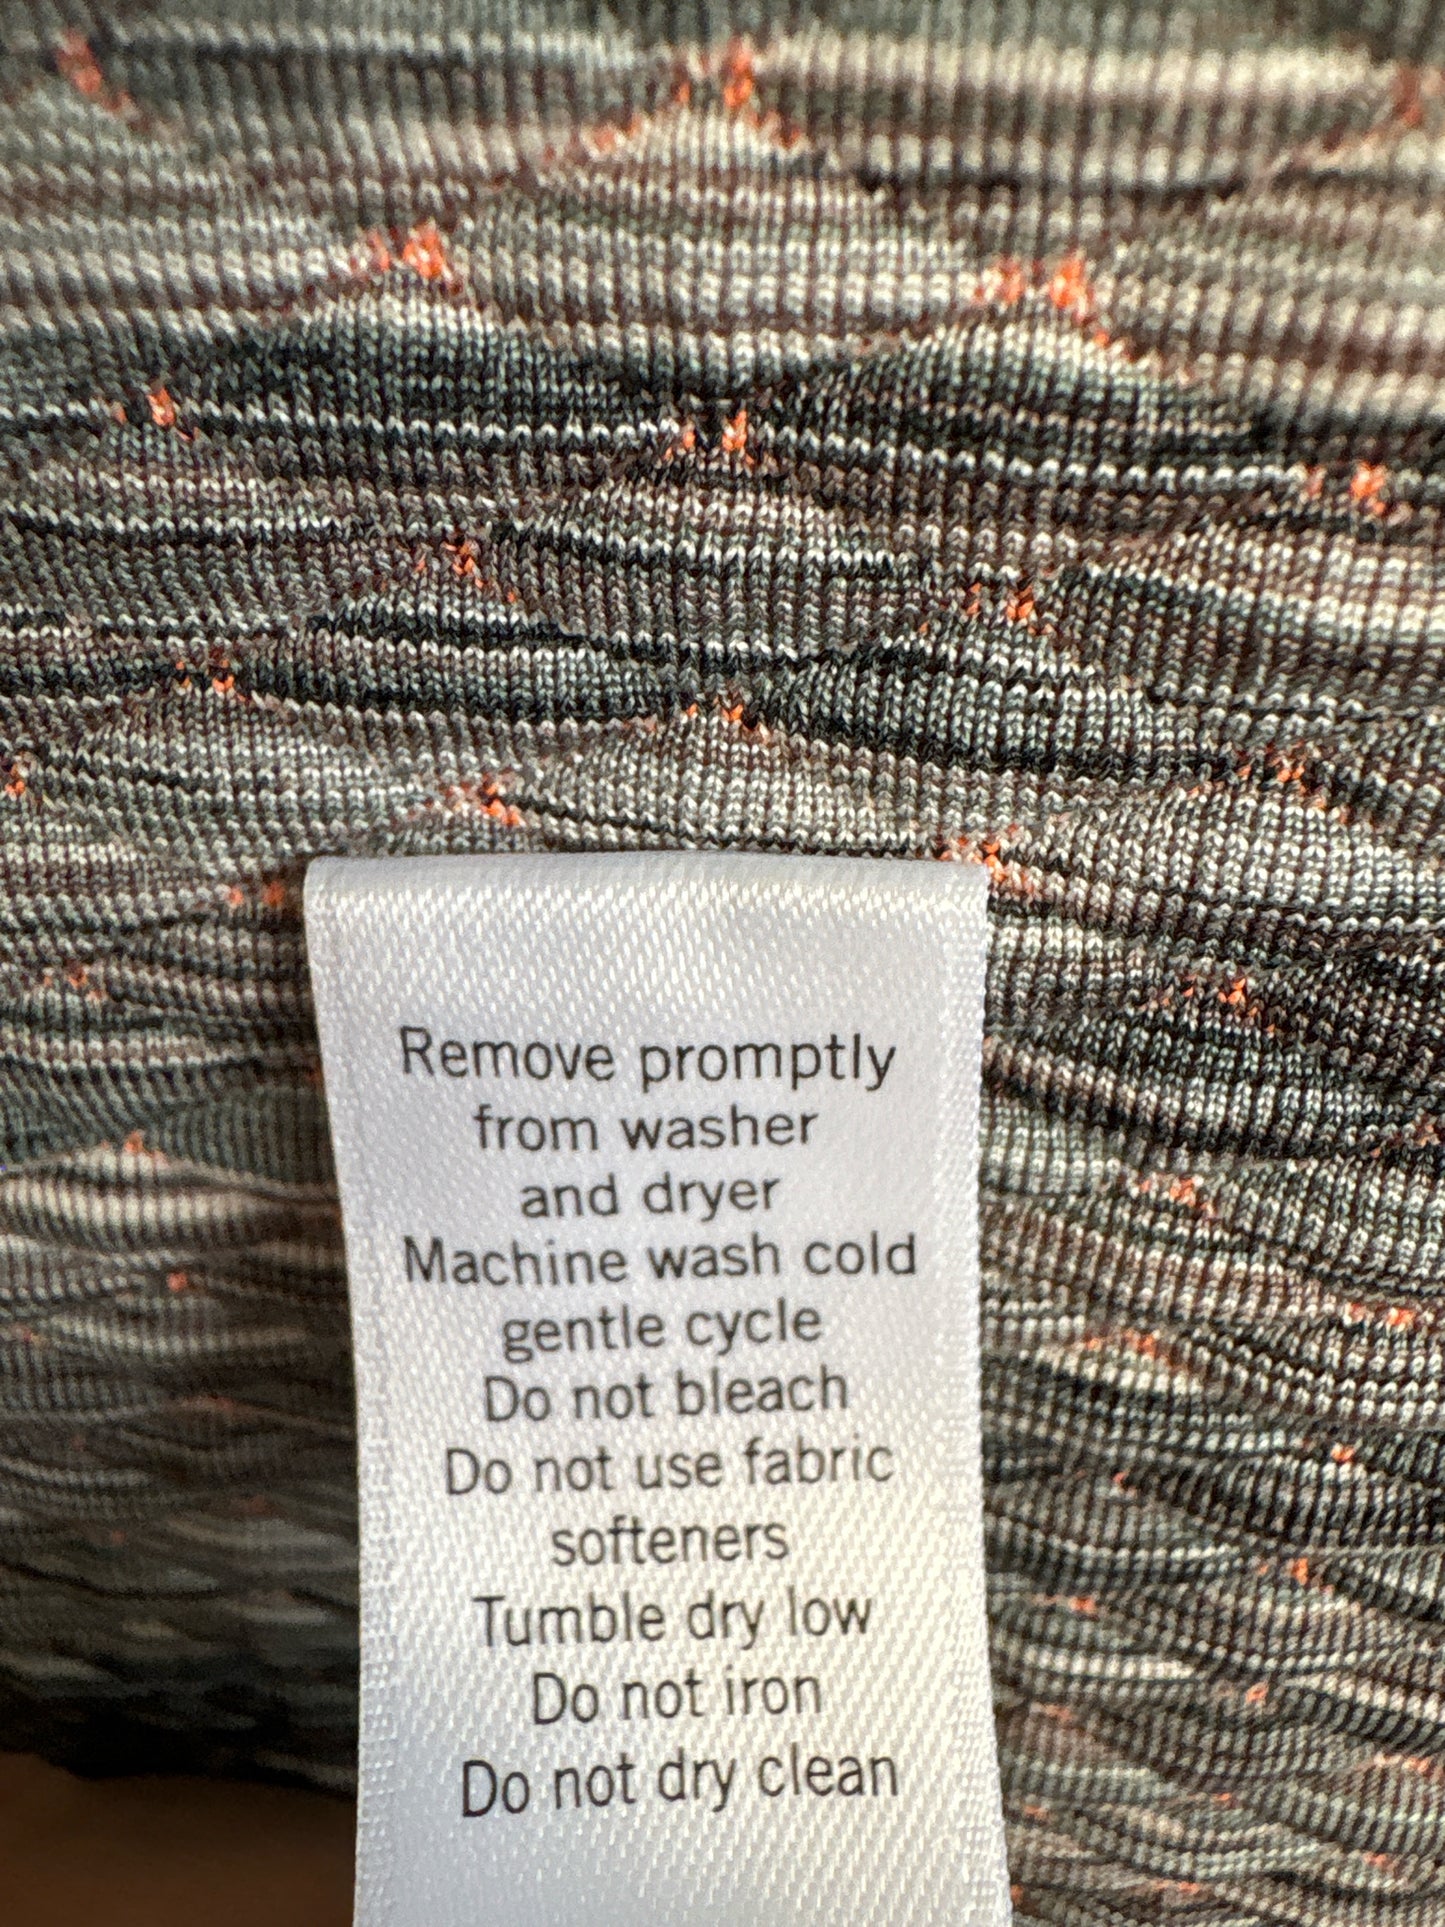 Remove promptly
from washer
and dryer
Machine wash cold
gentle cycle
Do not bleach
Do not use fabric
softeners
Tumble dry low
Do not iron
Do not dry clean